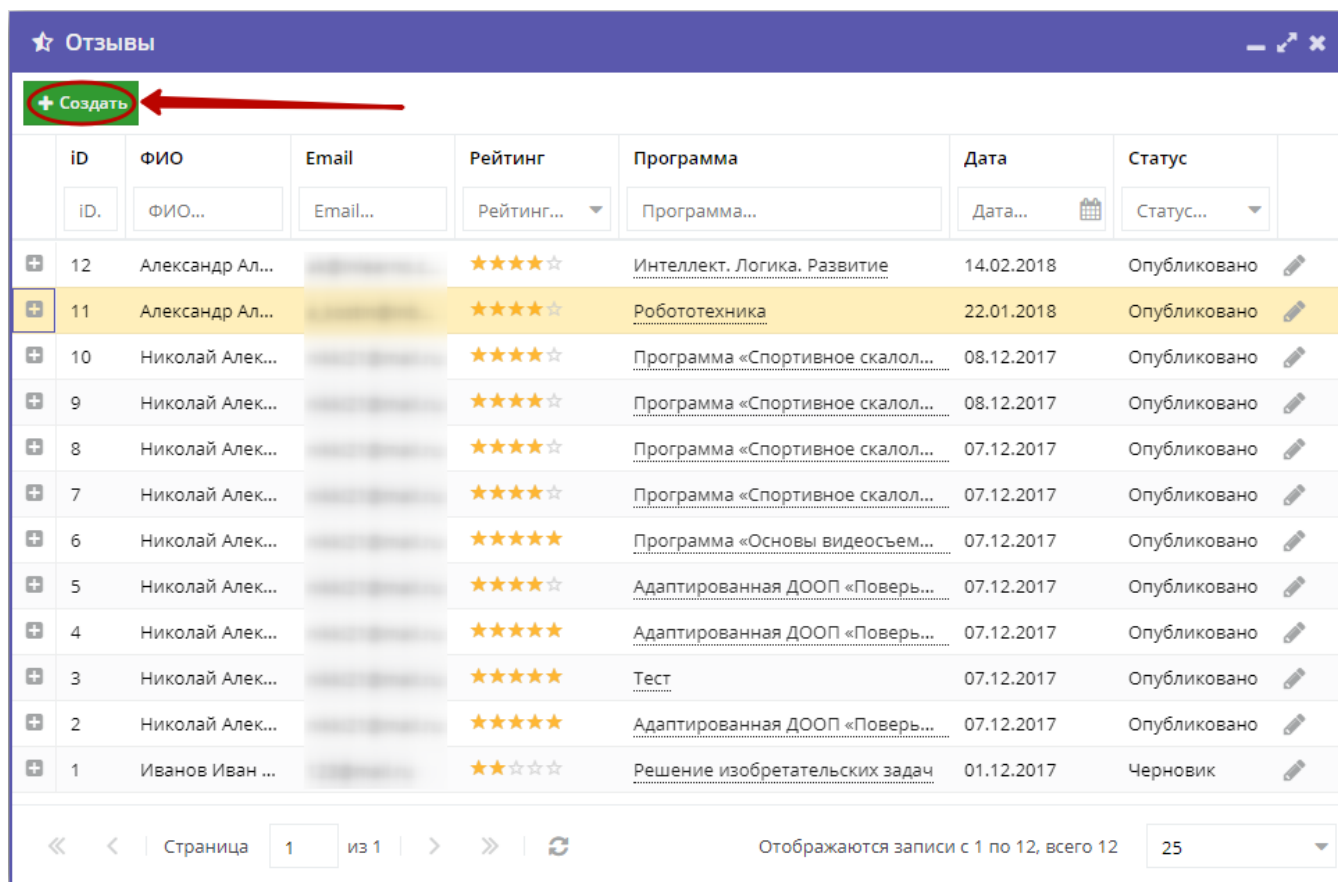 Отзывы
Создать
iD ФИО Email Рейтинг Программа Дата Статус
iD. ФИО... Email... Рейтинг... Программа... Дата... Статус...
12 Александр Ал... Интеллект. Логика. Развитие 14.02.2018 Опубликовано
11 Александр Ал... Робототехника 22.01.2018 Опубликовано
10 Николай Алек... Программа «Спортивное скалол... 08.12.2017 Опубликовано
9 Николай Алек... Программа «Спортивное скалол... 08.12.2017 Опубликовано
8 Николай Алек... Программа «Спортивное скалол... 07.12.2017 Опубликовано
7 Николай Алек... Программа «Спортивное скалол... 07.12.2017 Опубликовано
6 Николай Алек... Программа «Основы видеосъем... 07.12.2017 Опубликовано
5 Николай Алек... Адаптированная ДООП «Поверь... 07.12.2017 Опубликовано
4 Николай Алек... Адаптированная ДООП «Поверь... 07.12.2017 Опубликовано
3 Николай Алек... Тест 07.12.2017 Опубликовано
2 Николай Алек... Адаптированная ДООП «Поверь... 07.12.2017 Опубликовано
1 Иванов Иван ... Решение изобретательских задач 01.12.2017 Черновик
Страница 1 из 1 Отображаются записи с 1 по 12, всего 12 25